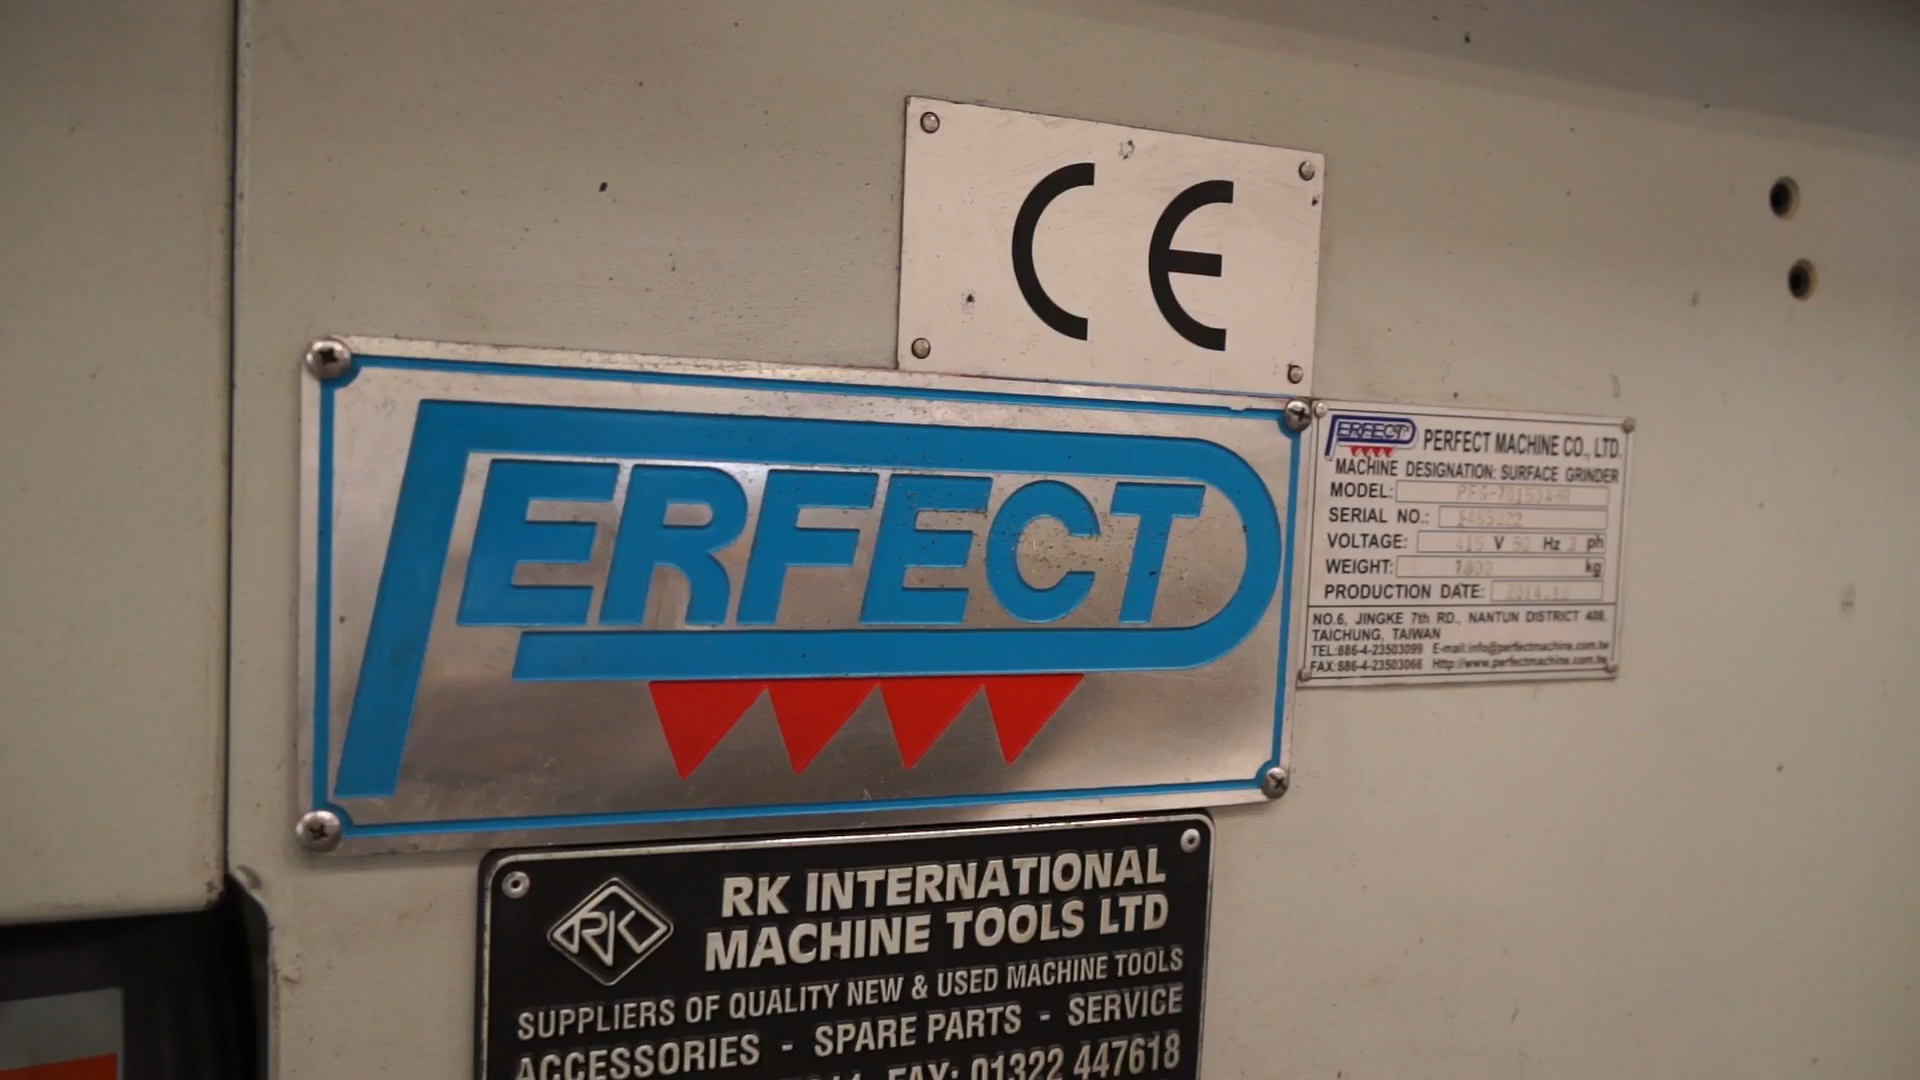 CE
PERFECT
PERFECT PERFECT MACHINE CO., LTD.
MACHINE DESIGNATION: SURFACE GRINDER
MODEL:
SERIAL NO.:
VOLTAGE: 415 V 50 Hz 3 ph
WEIGHT: kg
PRODUCTION DATE:
NO.6, JINGKE 7th RD., NANTUN DISTRICT 408,
TAICHUNG, TAIWAN
TEL:886-4-23503099 E-mail:info@perfectmachine.com.tw
FAX:886-4-23503066 Http://www.perfectmachine.com.tw
RK
RK INTERNATIONAL
MACHINE TOOLS LTD
SUPPLIERS OF QUALITY NEW & USED MACHINE TOOLS
ACCESSORIES - SPARE PARTS - SERVICE
FAX: 01322 447618